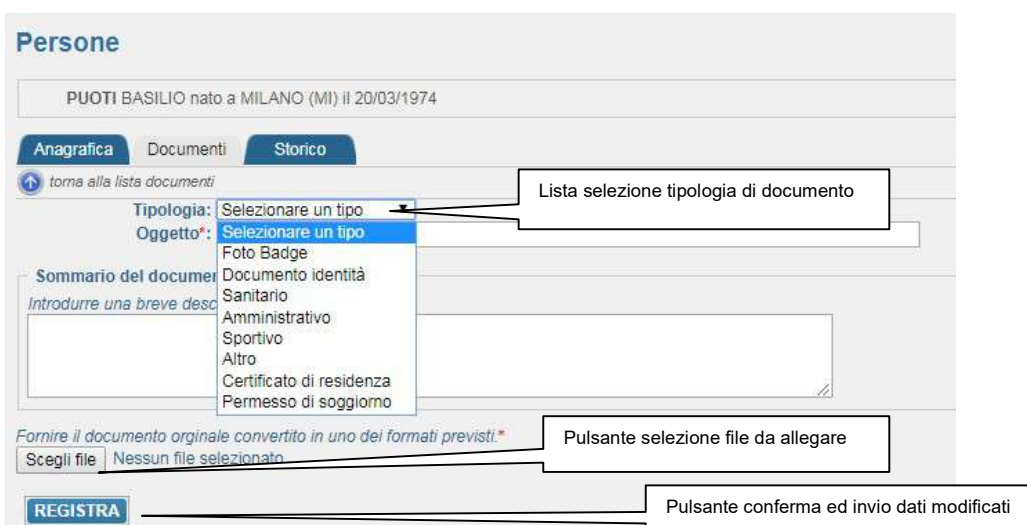 Persone
PUOTI BASILIO nato a MILANO (MI) il 20/03/1974
Anagrafica Documenti Storico
torna alla lista documenti
Lista selezione tipologia di documento
Tipologia: Selezionare un tipo
Oggetto*: Selezionare un tipo
Foto Badge
Documento identità
Sanitario
Amministrativo
Sportivo
Altro
Certificato di residenza
Permesso di soggiorno
Sommario del documen
Introdurre una breve desc
Fornire il documento orginale convertito in uno dei formati previsti.*
Pulsante selezione file da allegare
Scegli file Nessun file selezionato
REGISTRA
Pulsante conferma ed invio dati modificati